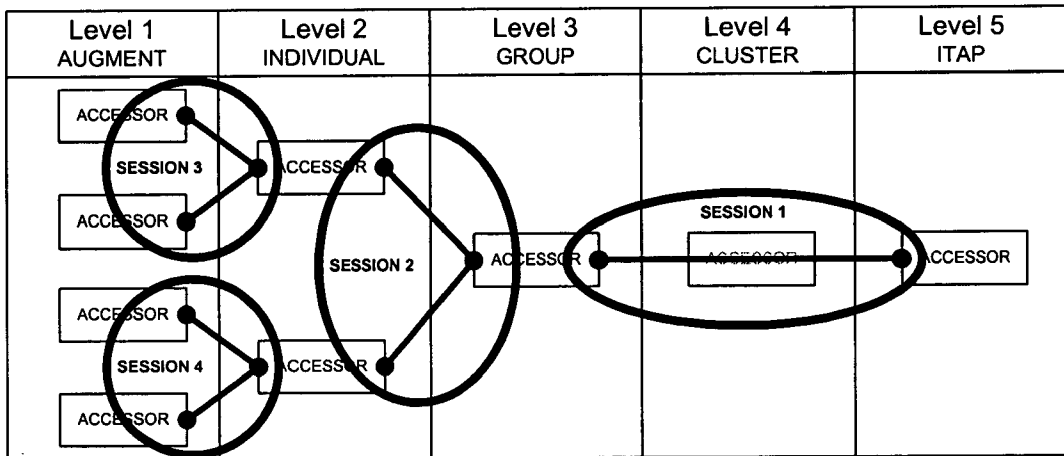 Level 1
AUGMENT
Level 2
INDIVIDUAL
Level 3
GROUP
Level 4
CLUSTER
Level 5
ITAP
ACCESSOR
SESSION 3
ACCESSOR
ACCESSOR
SESSION 4
ACCESSOR
ACCESSOR
ACCESSOR
SESSION 2
ACCESSOR
SESSION 1
ACCESSOR
ACCESSOR